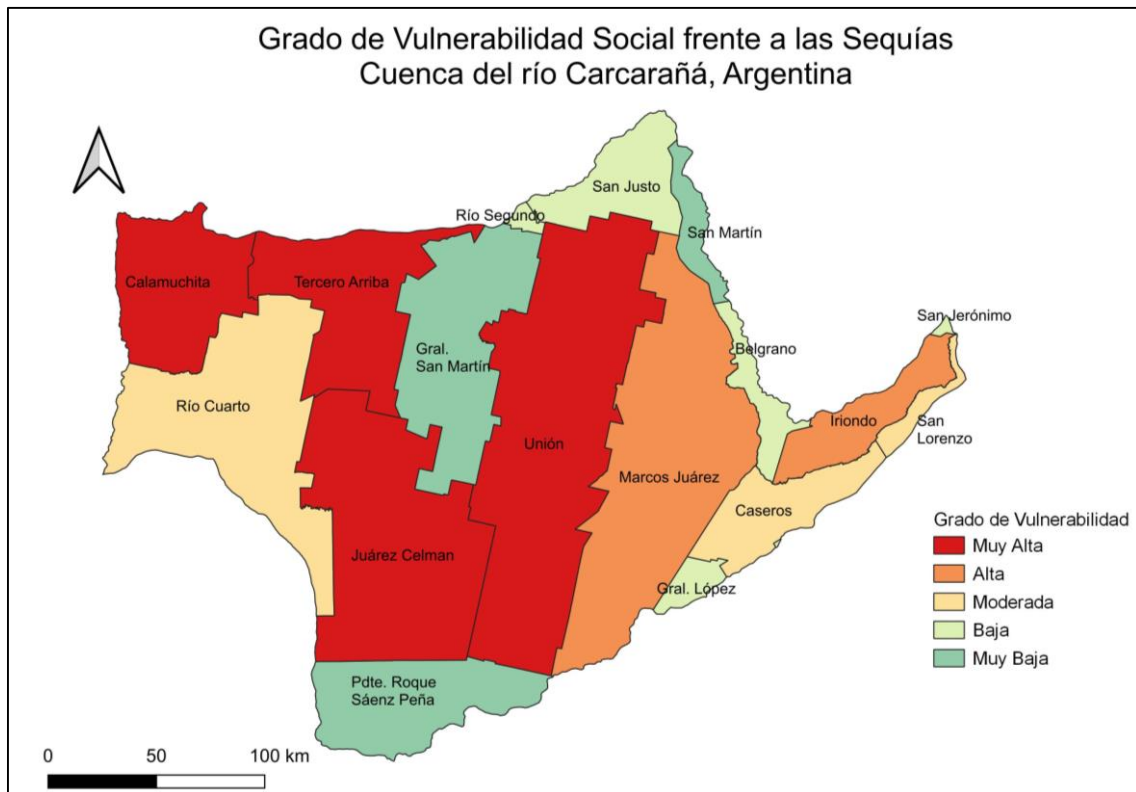 Grado de Vulnerabilidad Social frente a las Sequías
Cuenca del río Carcarañá, Argentina
San Justo
Río Segundo
San Martín
Calamuchita
Tercero Arriba
San Jerónimo
Gral.
San Martín
Belgrano
Río Cuarto
Iriondo
San
Lorenzo
Unión
Marcos Juárez
Caseros
Juárez Celman
Gral. López
Pdte. Roque
Sáenz Peña
Grado de Vulnerabilidad
Muy Alta
Alta
Moderada
Baja
Muy Baja
0 50 100 km